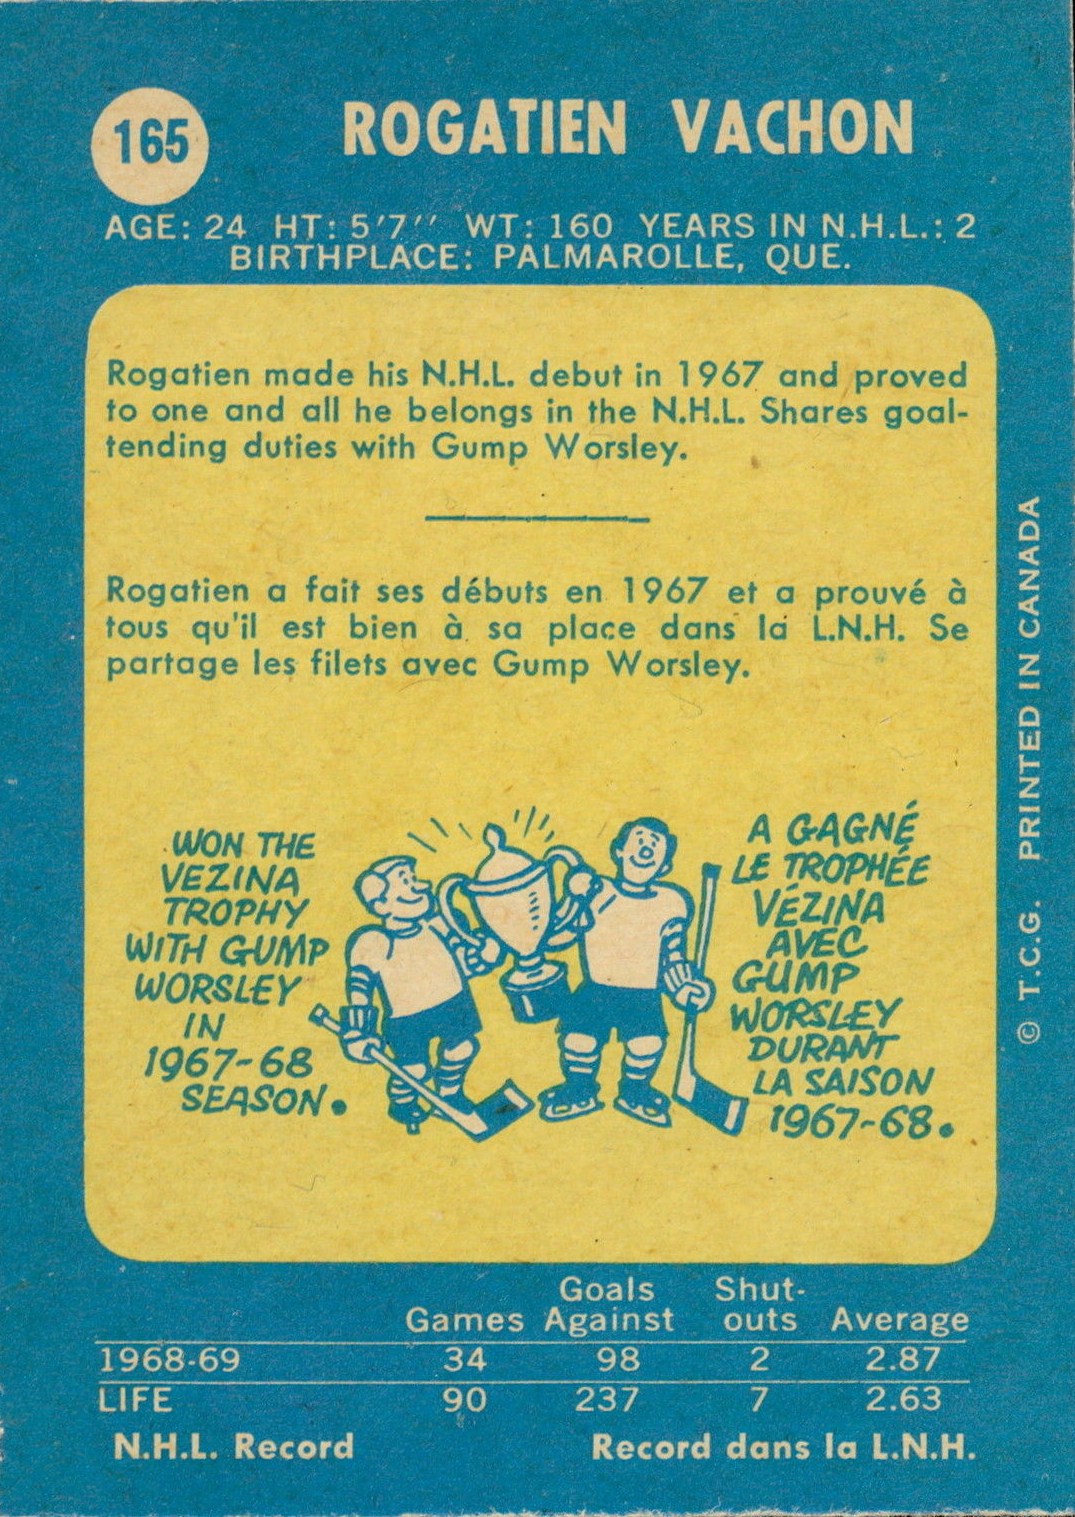 165
ROGATIEN VACHON
AGE: 24 HT: 5'7'' WT: 160 YEARS IN N.H.L.: 2
BIRTHPLACE: PALMAROLLE, QUE.
Rogatien made his N.H.L. debut in 1967 and proved
to one and all he belongs in the N.H.L. Shares goal-
tending duties with Gump Worsley.
Rogatien a fait ses débuts en 1967 et a prouvé à
tous qu'il est bien à sa place dans la L.N.H. Se
partage les filets avec Gump Worsley.
WON THE
VEZINA
TROPHY
WITH GUMP
WORSLEY
IN
1967-68
SEASON.
A GAGNÉ
LE TROPHÉE
VÉZINA
AVEC
GUMP
WORSLEY
DURANT
LA SAISON
1967-68.
© T.C.G. PRINTED IN CANADA
Goals Shut-
Games Against outs Average
1968-69 34 98 2 2.87
LIFE 90 237 7 2.63
N.H.L. Record Record dans la L.N.H.